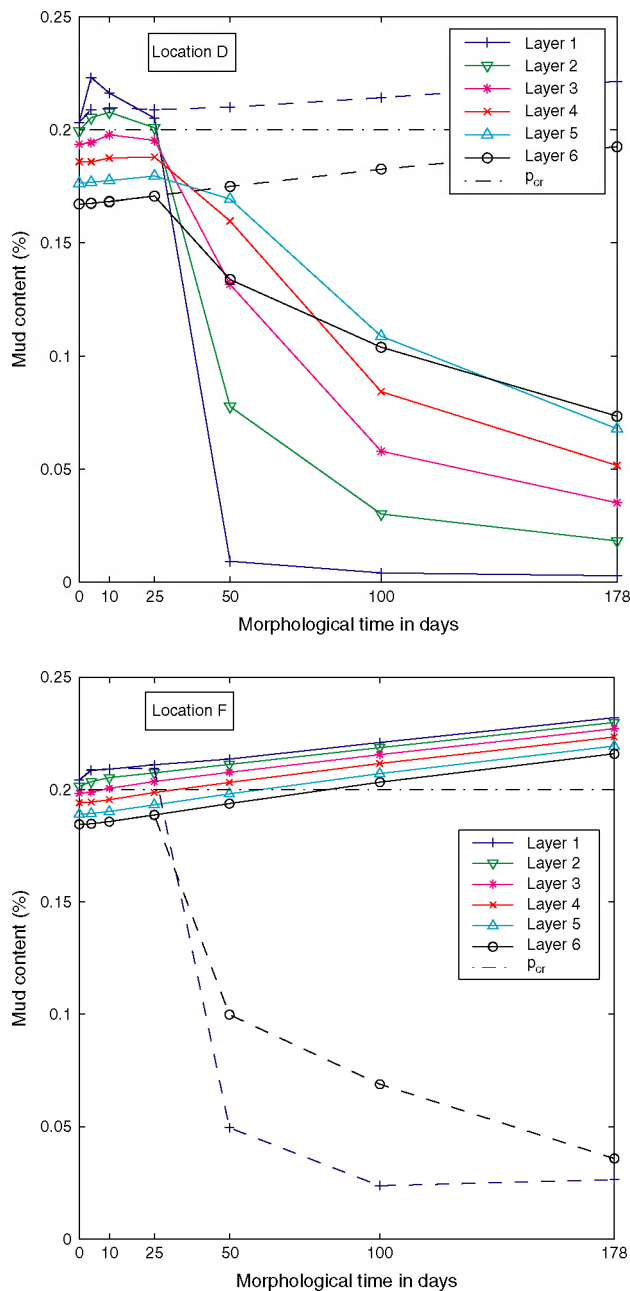 0.25
Location D
Layer 1
Layer 2
Layer 3
Layer 4
Layer 5
Layer 6
p_cr
0.20
0.15
0.1
0.05
0
Mud content (%)
0 10 25 50 100 178
Morphological time in days
0.25
Location F
0.2
Layer 1
Layer 2
Layer 3
Layer 4
Layer 5
Layer 6
p_cr
0.15
0.1
0.05
0
Mud content (%)
0 10 25 50 100 178
Morphological time in days